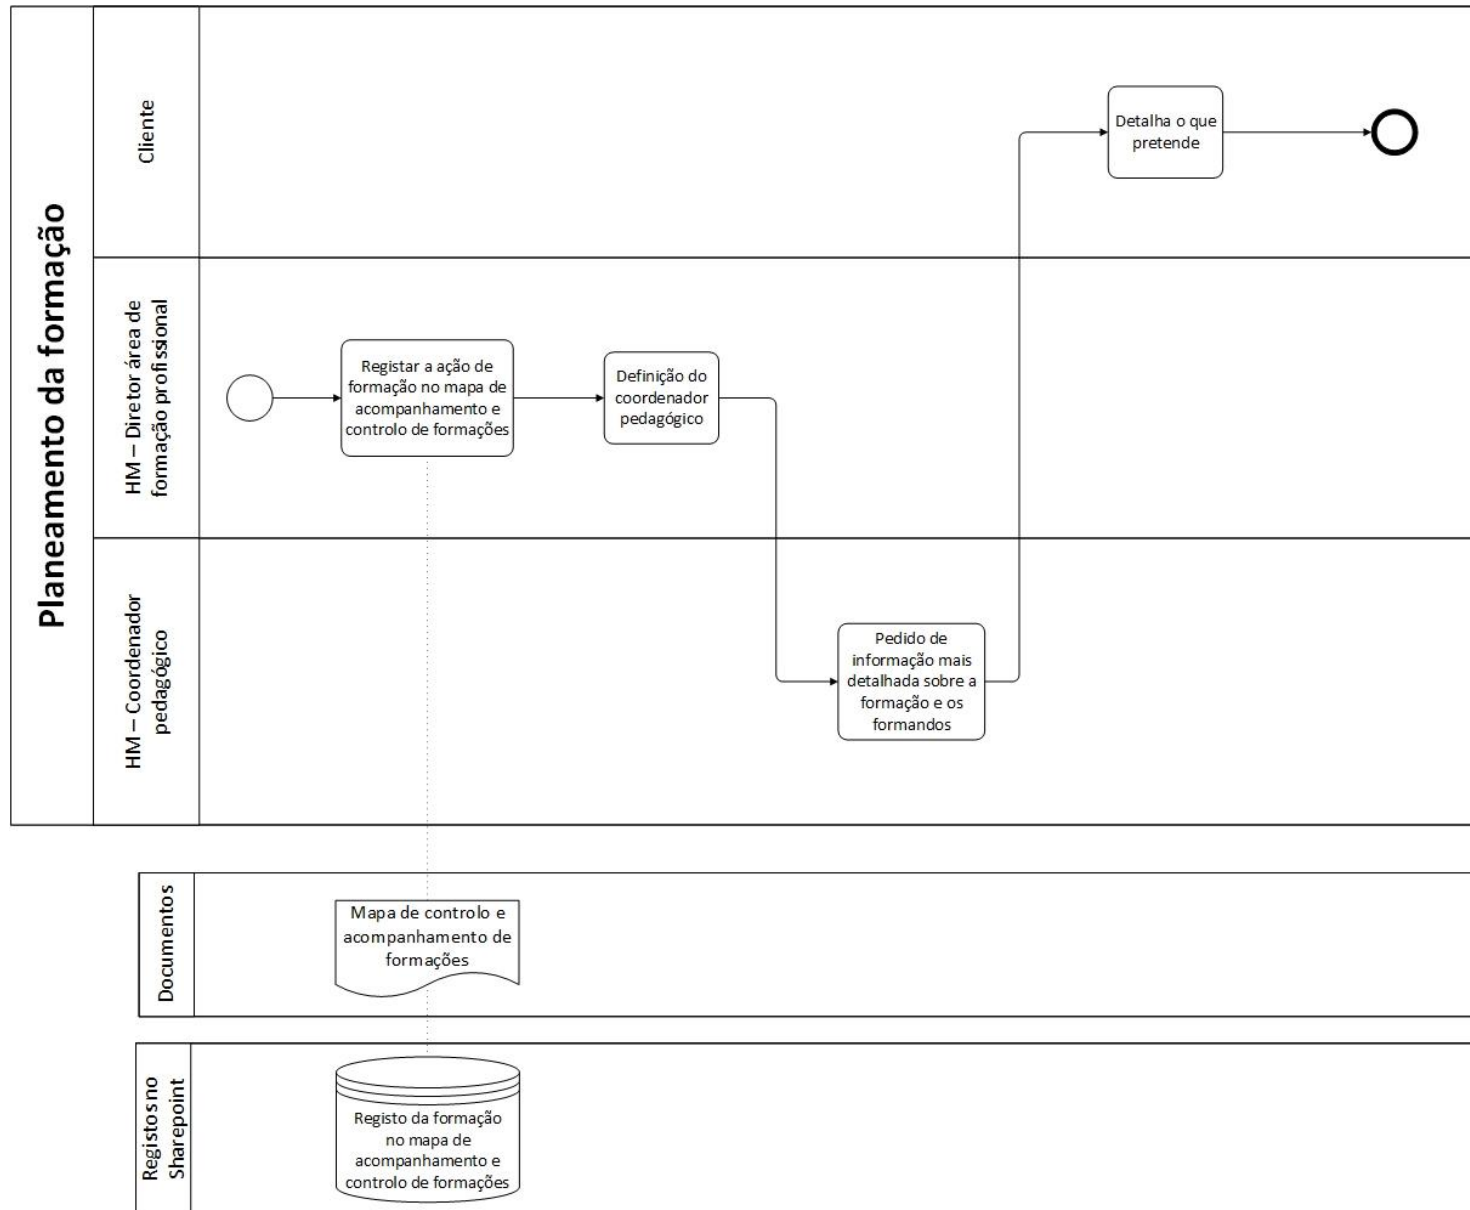 Planeamento da formação
Cliente
Detalha o que
pretende
HM – Diretor área de
formação profissional
Registar a ação de
formação no mapa de
acompanhamento e
controlo de formações
Definição do
coordenador
pedagógico
HM – Coordenador
pedagógico
Pedido de
informação mais
detalhada sobre a
formação e os
formandos
Documentos
Mapa de controlo e
acompanhamento de
formações
Registos no
Sharepoint
Registo da formação
no mapa de
acompanhamento e
controlo de formações